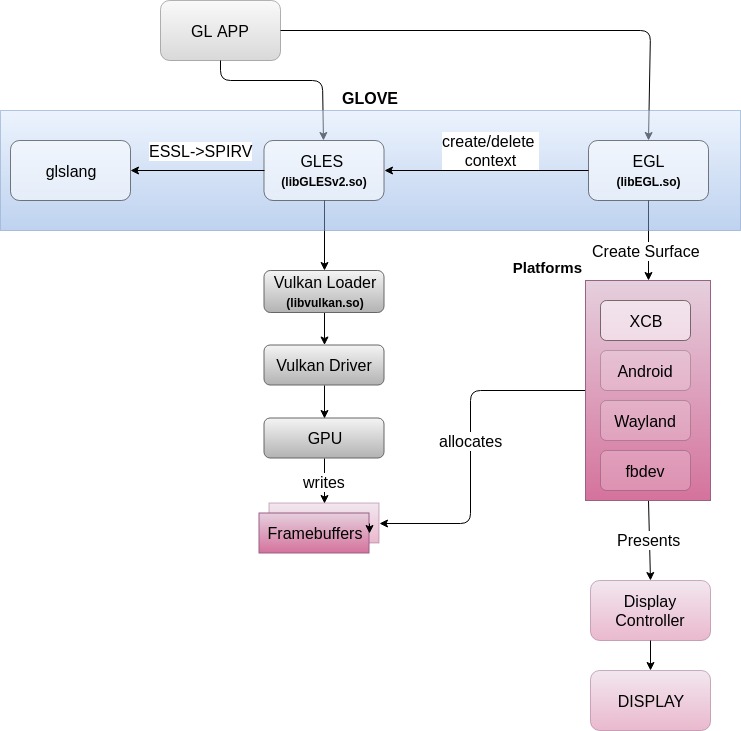 GL APP
GLOVE
glslang
ESSL->SPIRV
GLES
(libGLESv2.so)
create/delete
context
EGL
(libEGL.so)
Create Surface
Platforms
Vulkan Loader
(libvulkan.so)
XCB
Vulkan Driver
Android
Wayland
GPU
allocates
fbdev
writes
Framebuffers
Presents
Display
Controller
DISPLAY